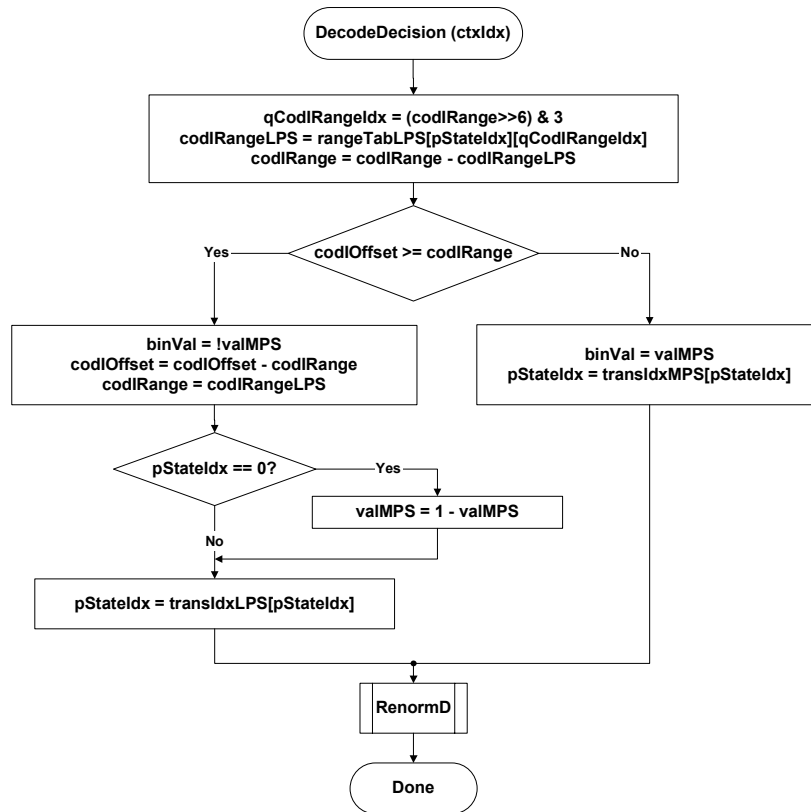 DecodeDecision (ctxIdx)
qCodIRangeIdx = (codIRange>>6) & 3
codIRangeLPS = rangeTabLPS[pStateIdx][qCodIRangeIdx]
codIRange = codIRange - codIRangeLPS
codIOffset >= codIRange
Yes
No
binVal = !valMPS
codIOffset = codIOffset - codIRange
codIRange = codIRangeLPS
binVal = valMPS
pStateIdx = transIdxMPS[pStateIdx]
pStateIdx == 0?
Yes
valMPS = 1 - valMPS
No
pStateIdx = transIdxLPS[pStateIdx]
RenormD
Done